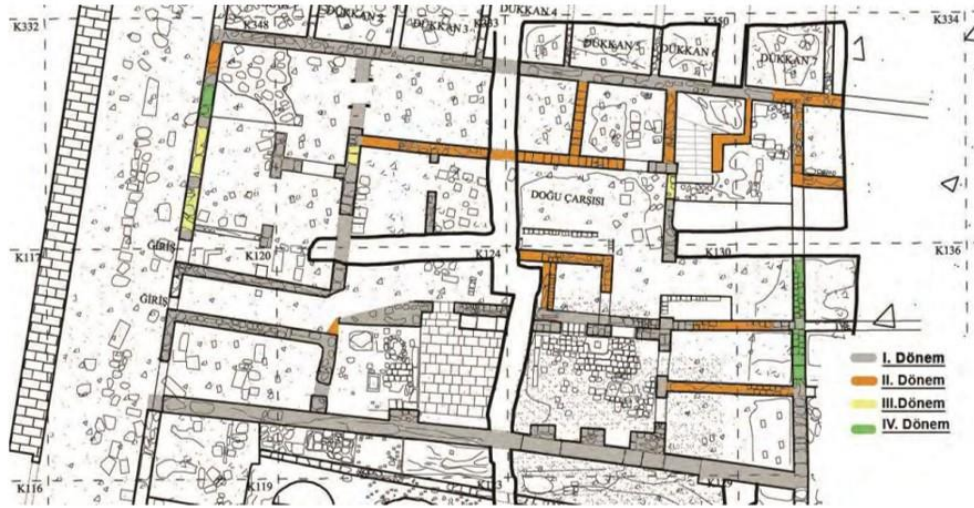 K332
K348
DÜKKAN 2
DÜKKAN 3
K333
DÜKKAN 4
DÜKKAN 5
DÜKKAN 6
K350
DÜKKAN 7
K334
DOĞU ÇARŞISI
GİRİŞ
K117
K120
K124
K130
K136
GİRİŞ
I. Dönem
II. Dönem
III.Dönem
IV. Dönem
K116
K119